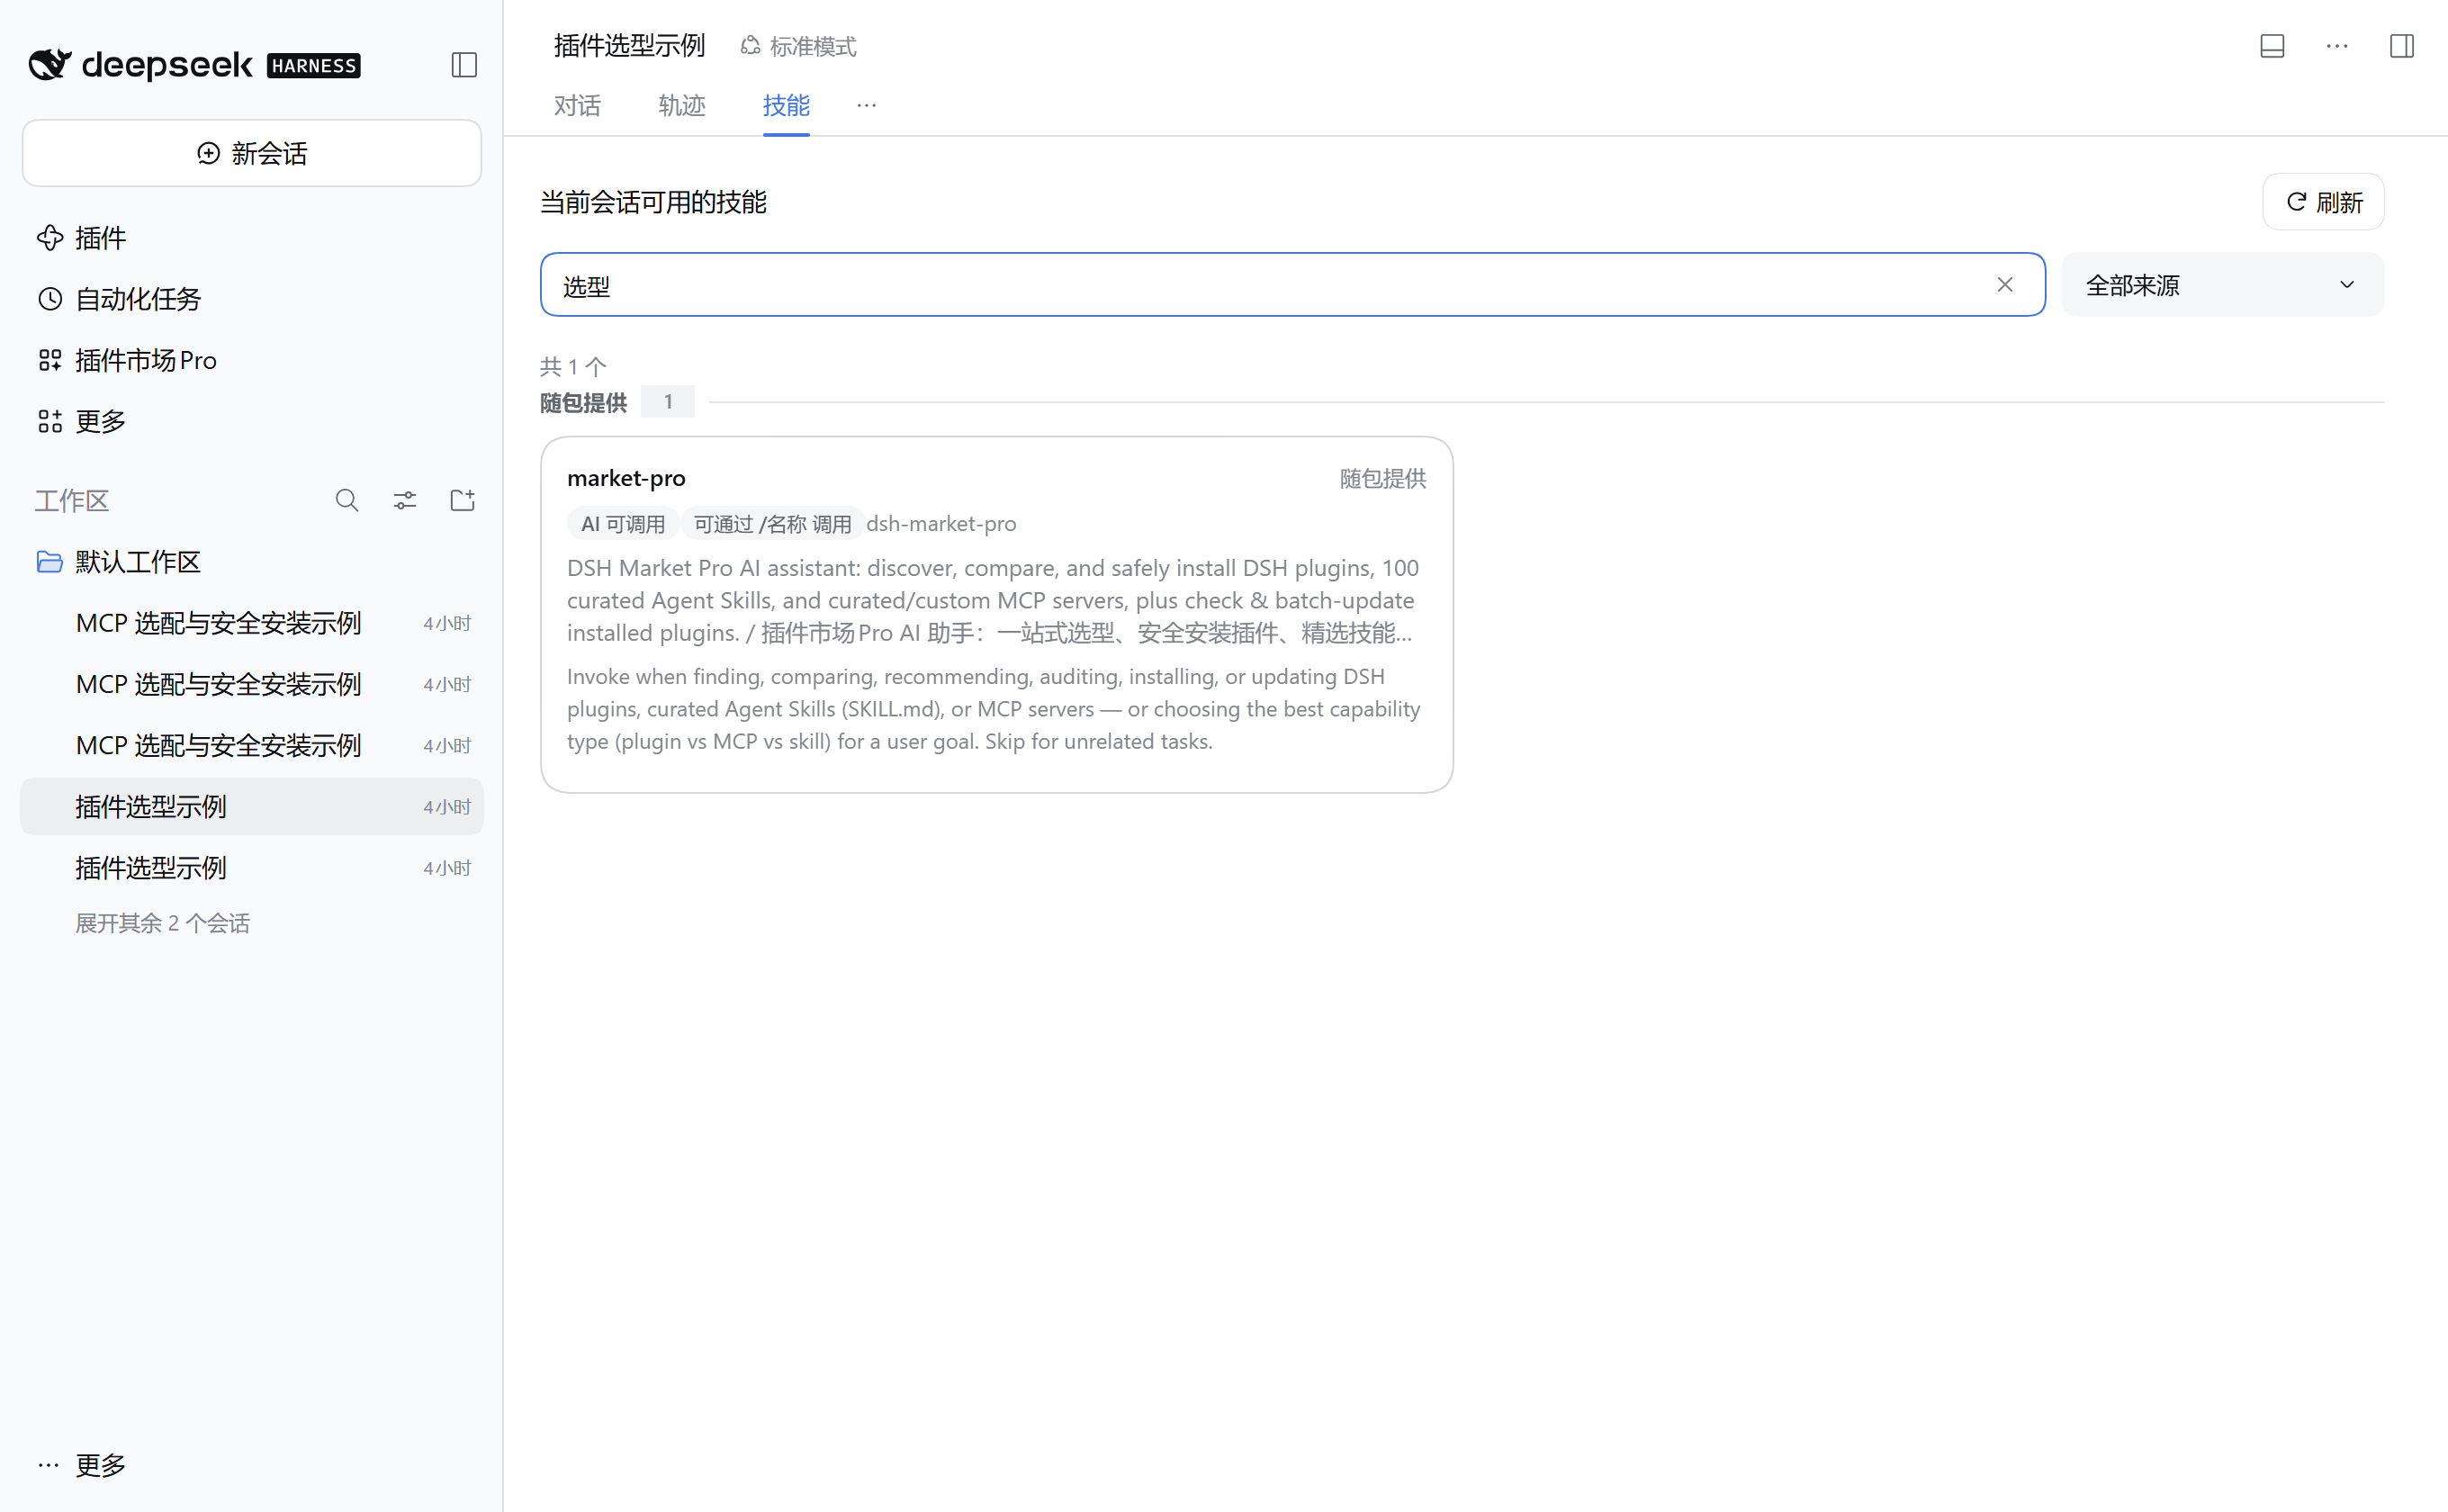 deepseek HARNESS
新会话
插件
自动化任务
插件市场Pro
更多
工作区
默认工作区
MCP 选配与安全安装示例 4小时
MCP 选配与安全安装示例 4小时
MCP 选配与安全安装示例 4小时
插件选型示例 4小时
插件选型示例 4小时
展开其余 2 个会话
更多
插件选型示例 标准模式
对话 轨迹 技能
当前会话可用的技能 刷新
选型 全部来源
共 1 个
随包提供 1
market-pro 随包提供
AI 可调用 可通过 /名称 调用 dsh-market-pro
DSH Market Pro AI assistant: discover, compare, and safely install DSH plugins, 100
curated Agent Skills, and curated/custom MCP servers, plus check & batch-update
installed plugins. / 插件市场Pro AI 助手：一站式选型、安全安装插件、精选技能...
Invoke when finding, comparing, recommending, auditing, installing, or updating DSH
plugins, curated Agent Skills (SKILL.md), or MCP servers — or choosing the best capability
type (plugin vs MCP vs skill) for a user goal. Skip for unrelated tasks.